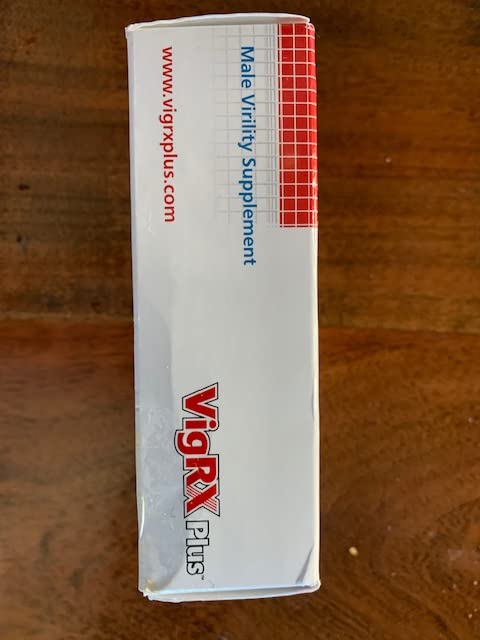 Male Virility Supplement
www.vigrxplus.com
VigRX Plus™